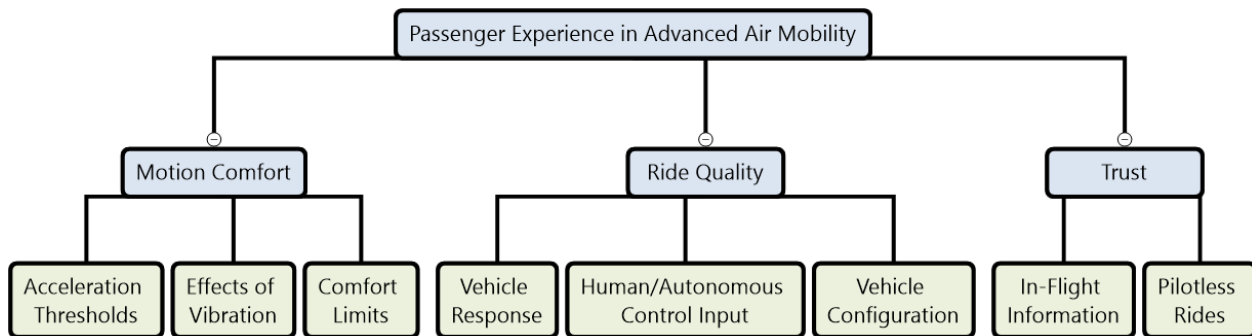 Passenger Experience in Advanced Air Mobility
Motion Comfort
Ride Quality
Trust
Acceleration
Thresholds
Effects of
Vibration
Comfort
Limits
Vehicle
Response
Human/Autonomous
Control Input
Vehicle
Configuration
In-Flight
Information
Pilotless
Rides